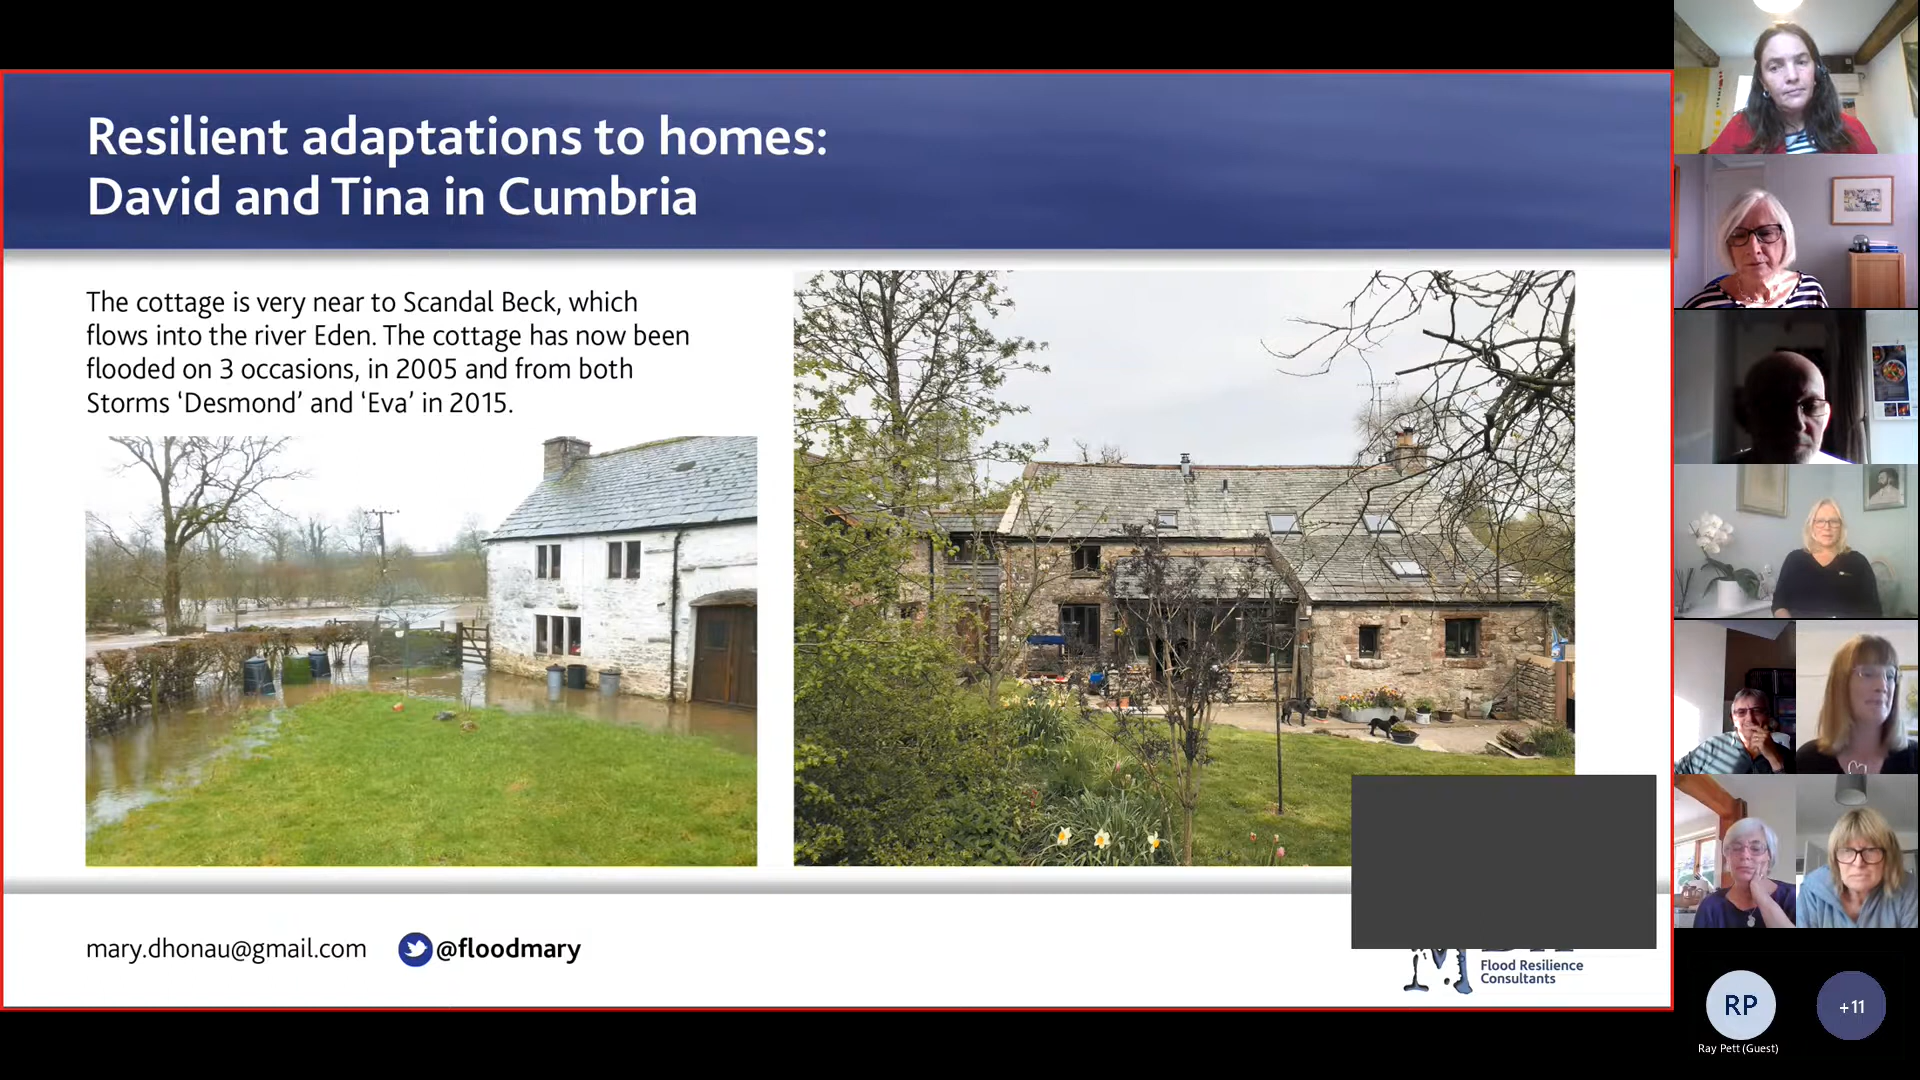 Resilient adaptations to homes:
David and Tina in Cumbria
The cottage is very near to Scandal Beck, which
flows into the river Eden. The cottage has now been
flooded on 3 occasions, in 2005 and from both
Storms ‘Desmond’ and ‘Eva’ in 2015.
mary.dhonau@gmail.com @floodmary
Flood Resilience
Consultants
RP
+11
Ray Pett (Guest)